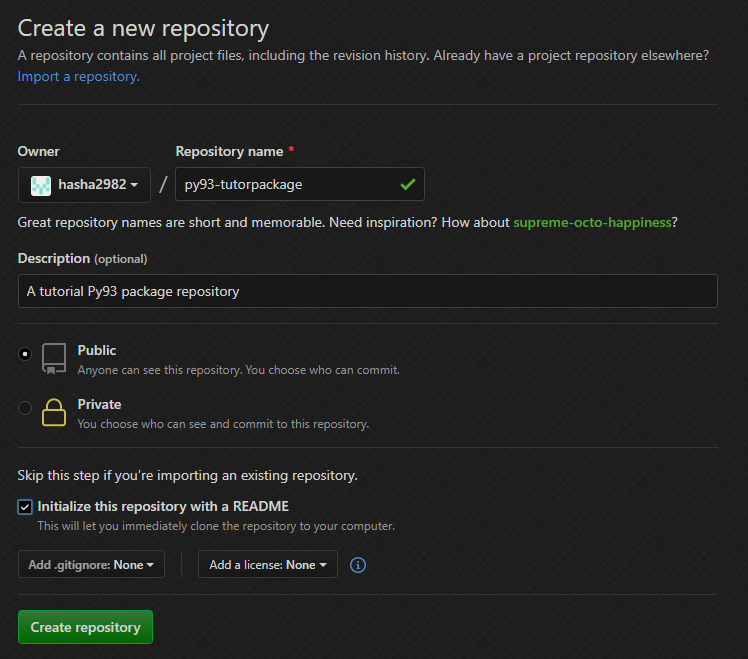 Create a new repository
A repository contains all project files, including the revision history. Already have a project repository elsewhere?
Import a repository.
Owner
Repository name *
hasha2982 / py93-tutorpackage
Great repository names are short and memorable. Need inspiration? How about supreme-octo-happiness?
Description (optional)
A tutorial Py93 package repository
Public
Anyone can see this repository. You choose who can commit.
Private
You choose who can see and commit to this repository.
Skip this step if you're importing an existing repository.
Initialize this repository with a README
This will let you immediately clone the repository to your computer.
Add .gitignore: None
Add a license: None
Create repository